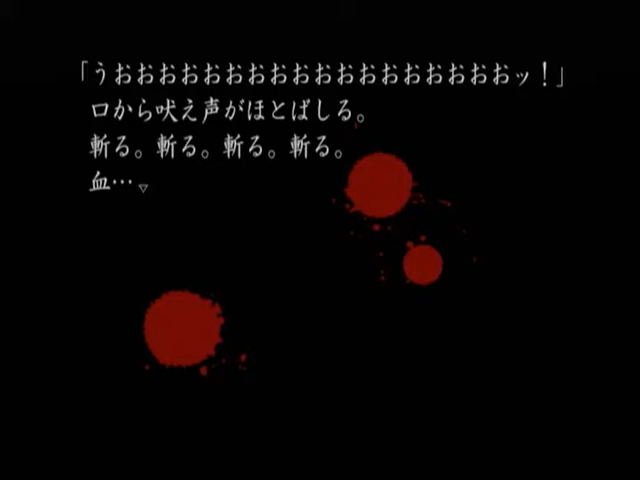 「うおおおおおおおおおおおおおおおおおおッ！」
口から吠え声がほとばしる。
斬る。斬る。斬る。斬る。
血…▿